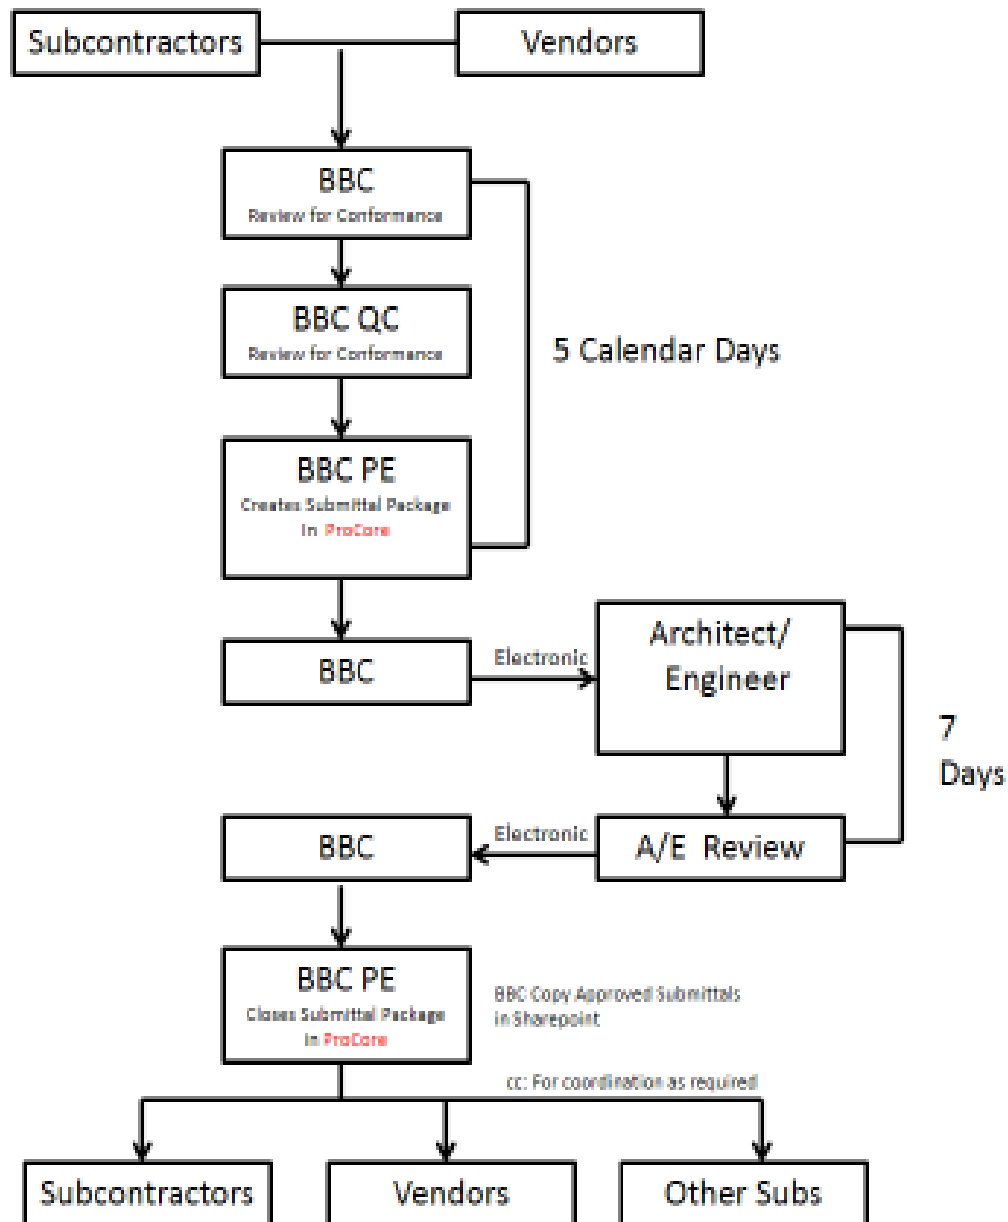 Subcontractors
Vendors
BBC
Review for Conformance
BBC QC
Review for Conformance
5 Calendar Days
BBC PE
Creates Submittal Package
In ProCore
BBC
Electronic
Architect/
Engineer
7
Days
BBC
Electronic
A/E Review
BBC PE
Closes Submittal Package
in ProCore
BBC Copy Approved Submittals
in Sharepoint
cc: For coordination as required
Subcontractors
Vendors
Other Subs